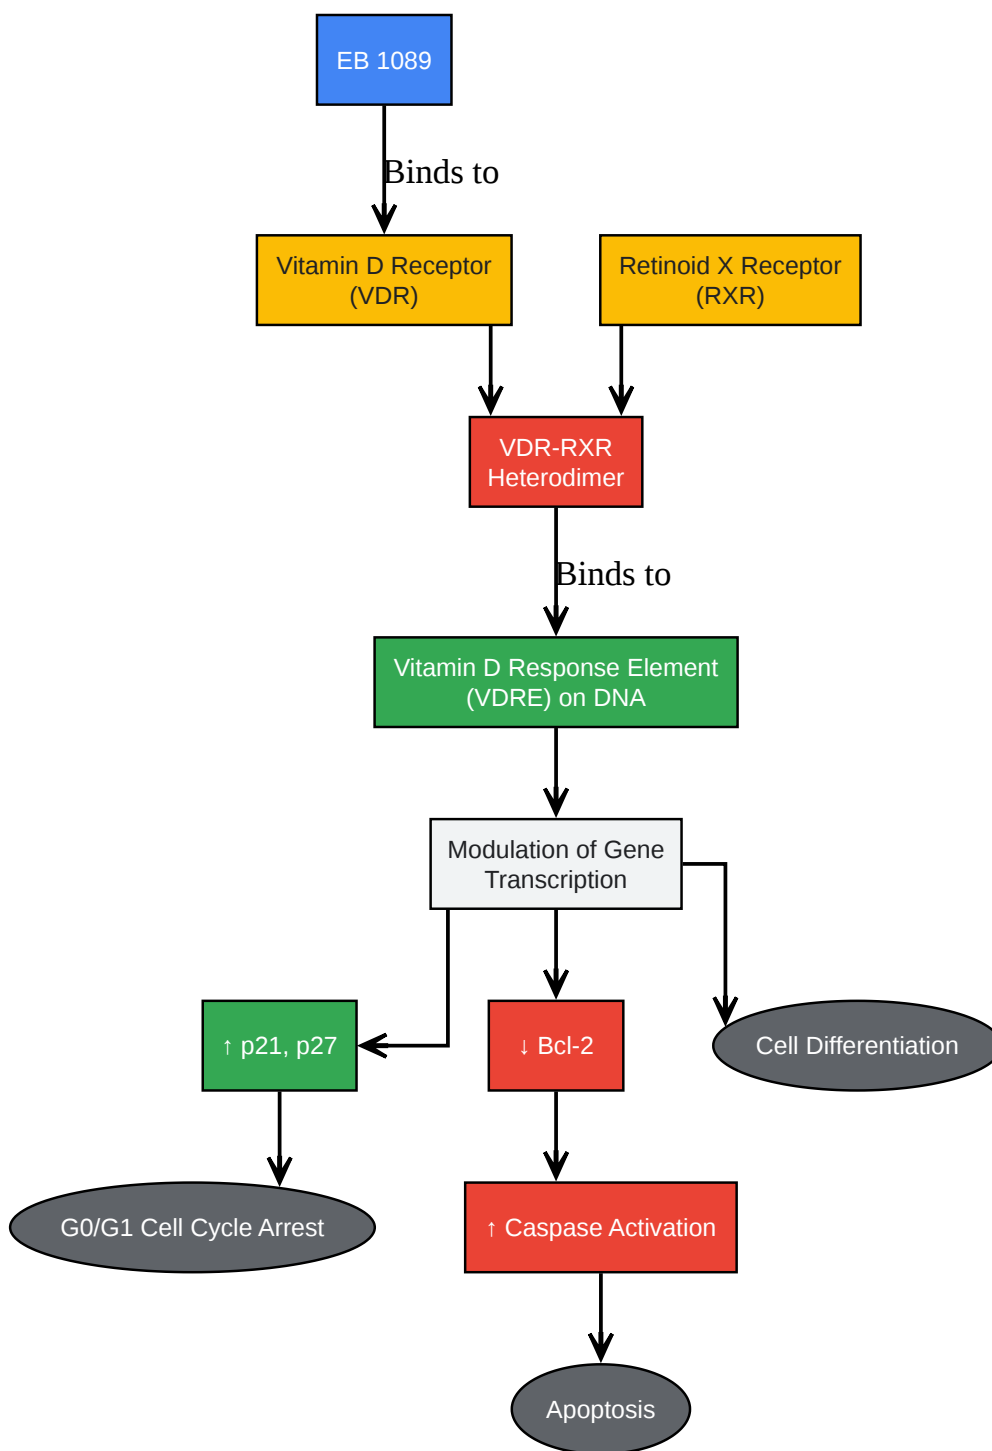 EB 1089
Binds to
Vitamin D Receptor
(VDR)
Retinoid X Receptor
(RXR)
VDR-RXR
Heterodimer
Binds to
Vitamin D Response Element
(VDRE) on DNA
Modulation of Gene
Transcription
↑ p21, p27
↓ Bcl-2
Cell Differentiation
G0/G1 Cell Cycle Arrest
↑ Caspase Activation
Apoptosis